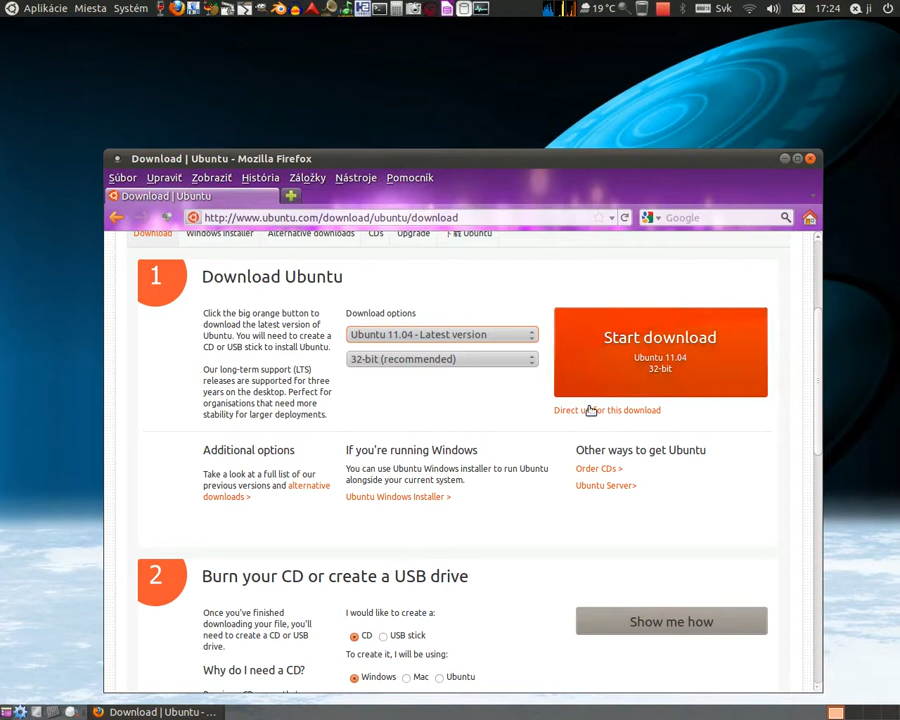 Aplikácie Miesta Systém
19 °C Svk 17:24 ji
Download | Ubuntu - Mozilla Firefox
Súbor Upraviť Zobraziť História Záložky Nástroje Pomocník
Download | Ubuntu
http://www.ubuntu.com/download/ubuntu/download
Google
Download Windows installer Alternative downloads CDs Upgrade 下载 Ubuntu
1 Download Ubuntu
Click the big orange button to
download the latest version of
Ubuntu. You will need to create a
CD or USB stick to install Ubuntu.
Our long-term support (LTS)
releases are supported for three
years on the desktop. Perfect for
organisations that need more
stability for larger deployments.
Download options
Ubuntu 11.04 - Latest version
32-bit (recommended)
Start download
Ubuntu 11.04
32-bit
Direct for this download
Additional options
Take a look at a full list of our
previous versions and alternative
downloads >
If you're running Windows
You can use Ubuntu Windows installer to run Ubuntu
alongside your current system.
Ubuntu Windows Installer >
Other ways to get Ubuntu
Order CDs >
Ubuntu Server>
2 Burn your CD or create a USB drive
Once you've finished
downloading your file, you'll
need to create a CD or USB
disk.
Why do I need a CD?
I would like to create a:
CD USB stick
To create it, I will be using:
Windows Mac Ubuntu
Show me how
Download | Ubuntu - ...